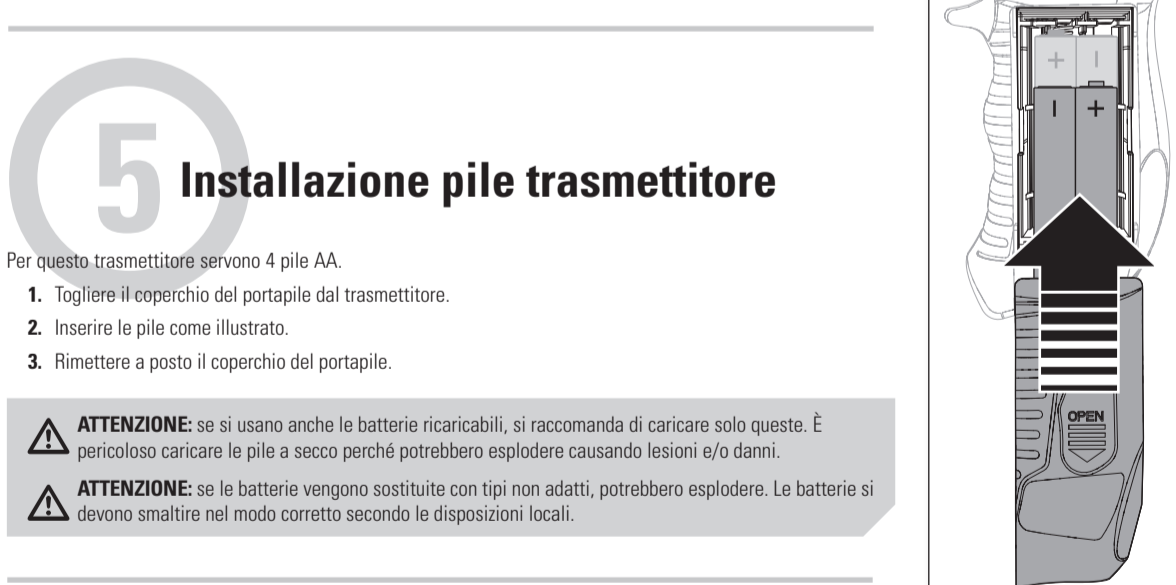 5
Installazione pile trasmettitore
Per questo trasmettitore servono 4 pile AA.
1. Togliere il coperchio del portapile dal trasmettitore.
2. Inserire le pile come illustrato.
3. Rimettere a posto il coperchio del portapile.
ATTENZIONE: se si usano anche le batterie ricaricabili, si raccomanda di caricare solo queste. È
pericoloso caricare le pile a secco perché potrebbero esplodere causando lesioni e/o danni.
ATTENZIONE: se le batterie vengono sostituite con tipi non adatti, potrebbero esplodere. Le batterie si
devono smaltire nel modo corretto secondo le disposizioni locali.
+ –
– +
OPEN